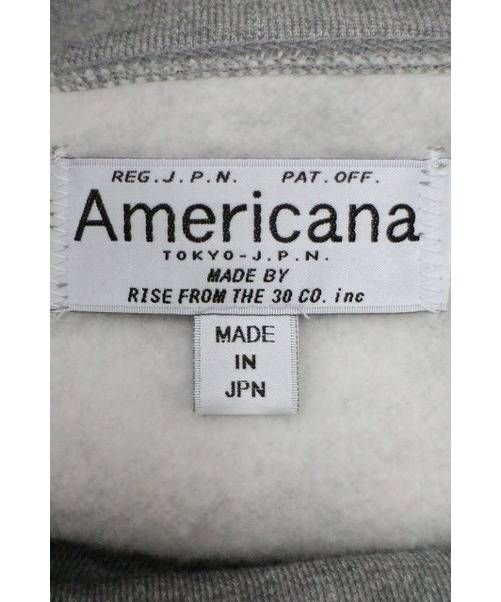 REG.J.P.N. PAT.OFF.
Americana
TOKYO-J.P.N.
MADE BY
RISE FROM THE 30 CO. inc
MADE
IN
JPN